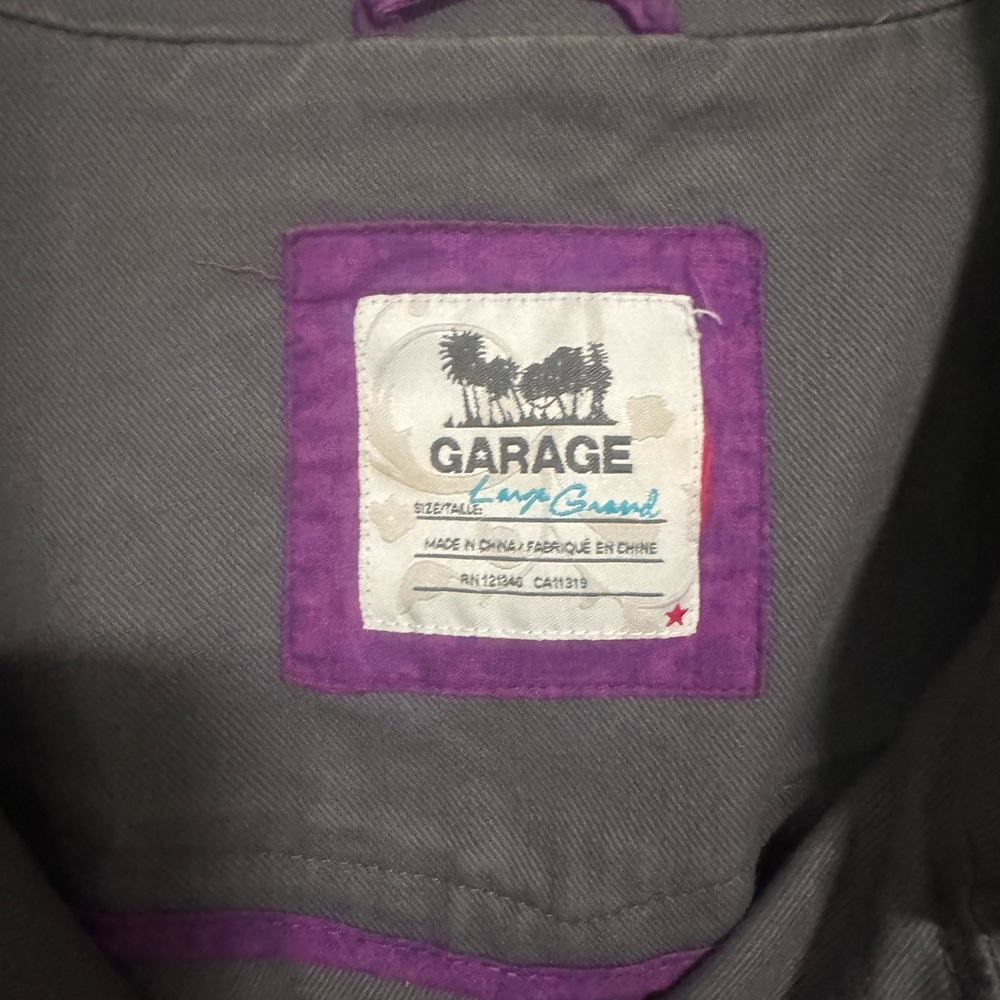 GARAGE
Large Grand
SIZE/TAILLE:
MADE IN CHINA / FABRIQUÉ EN CHINE
RN 121340 CA11319